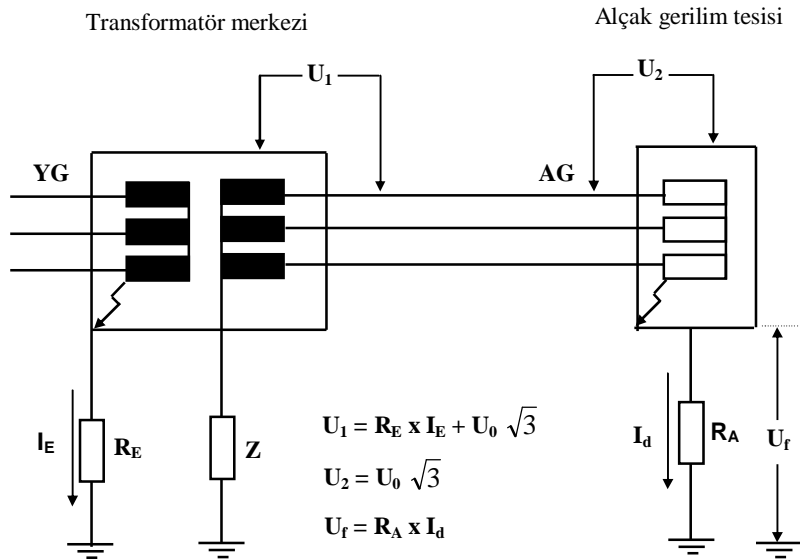 Transformatör merkezi
Alçak gerilim tesisi
U₁
U₂
YG
AG
I_E
R_E
Z
U₁ = R_E x I_E + U₀ √3
U₂ = U₀ √3
U_f = R_A x I_d
I_d
R_A
U_f